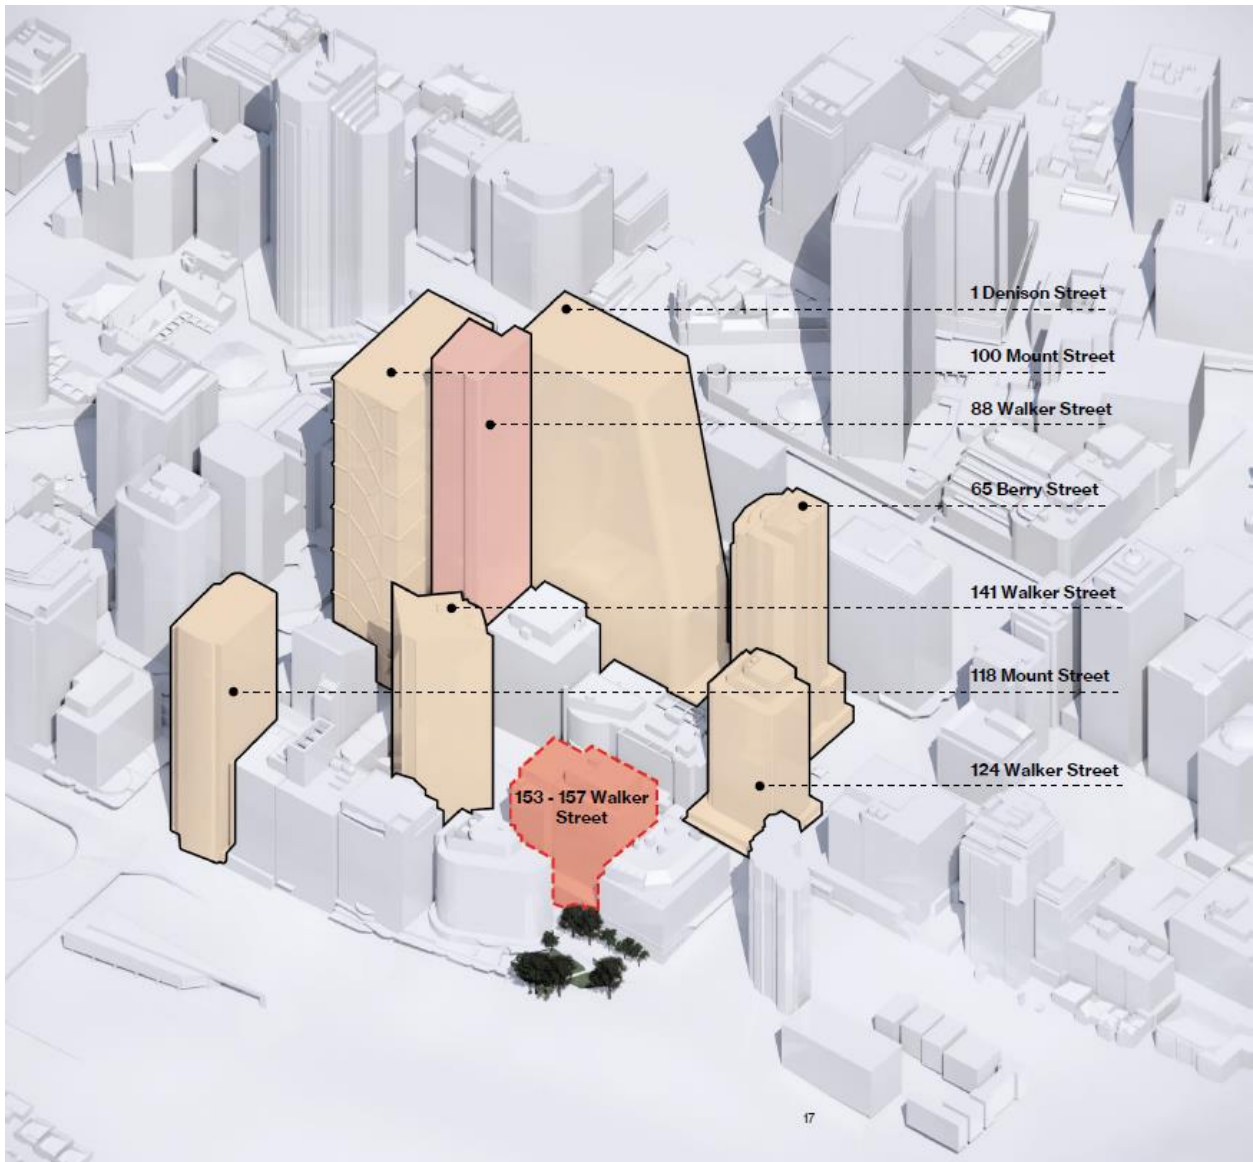 1 Denison Street
100 Mount Street
88 Walker Street
65 Berry Street
141 Walker Street
118 Mount Street
124 Walker Street
153 - 157 Walker
Street
17